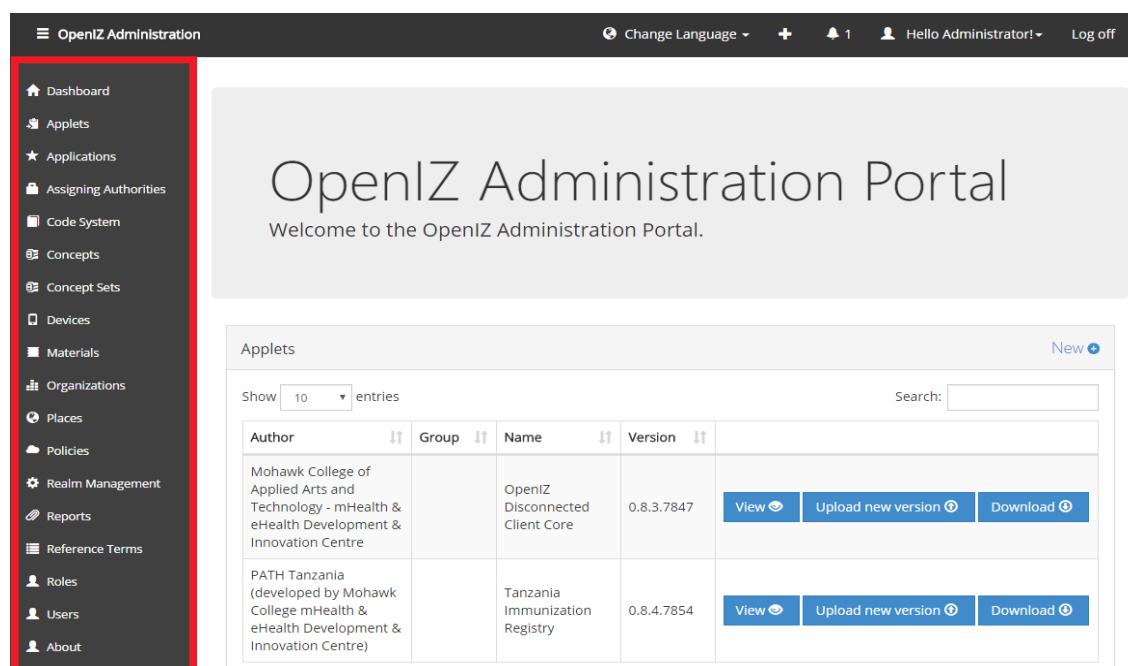 OpenIZ Administration
Change Language
1
Hello Administrator!
Log off
Dashboard
Applets
Applications
Assigning Authorities
Code System
Concepts
Concept Sets
Devices
Materials
Organizations
Places
Policies
Realm Management
Reports
Reference Terms
Roles
Users
About
OpenIZ Administration Portal
Welcome to the OpenIZ Administration Portal.
Applets
New
Show 10 entries
Search:
Author Group Name Version
Mohawk College of
Applied Arts and
Technology - mHealth &
eHealth Development &
Innovation Centre
OpenIZ
Disconnected
Client Core
0.8.3.7847
View
Upload new version
Download
PATH Tanzania
(developed by Mohawk
College mHealth &
eHealth Development &
Innovation Centre)
Tanzania
Immunization
Registry
0.8.4.7854
View
Upload new version
Download